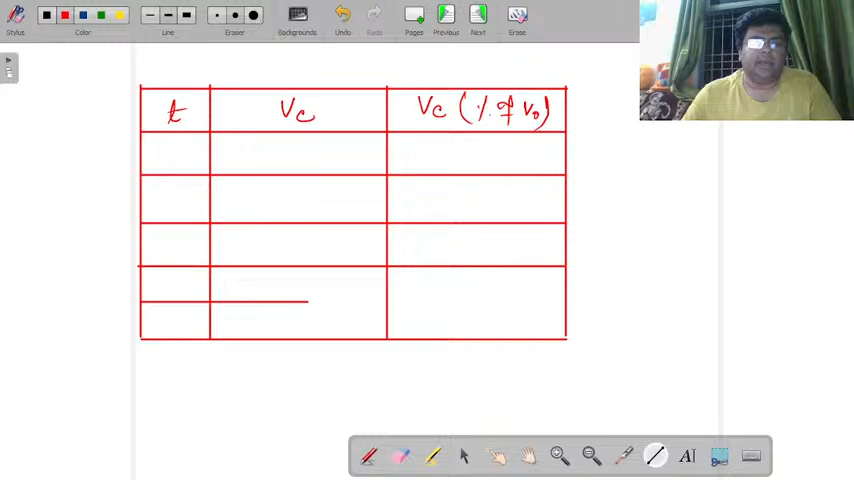 Stylus Color Line Eraser Backgrounds Undo Redo Pages Previous Next Erase
t Vc Vc (% of V₀)
A